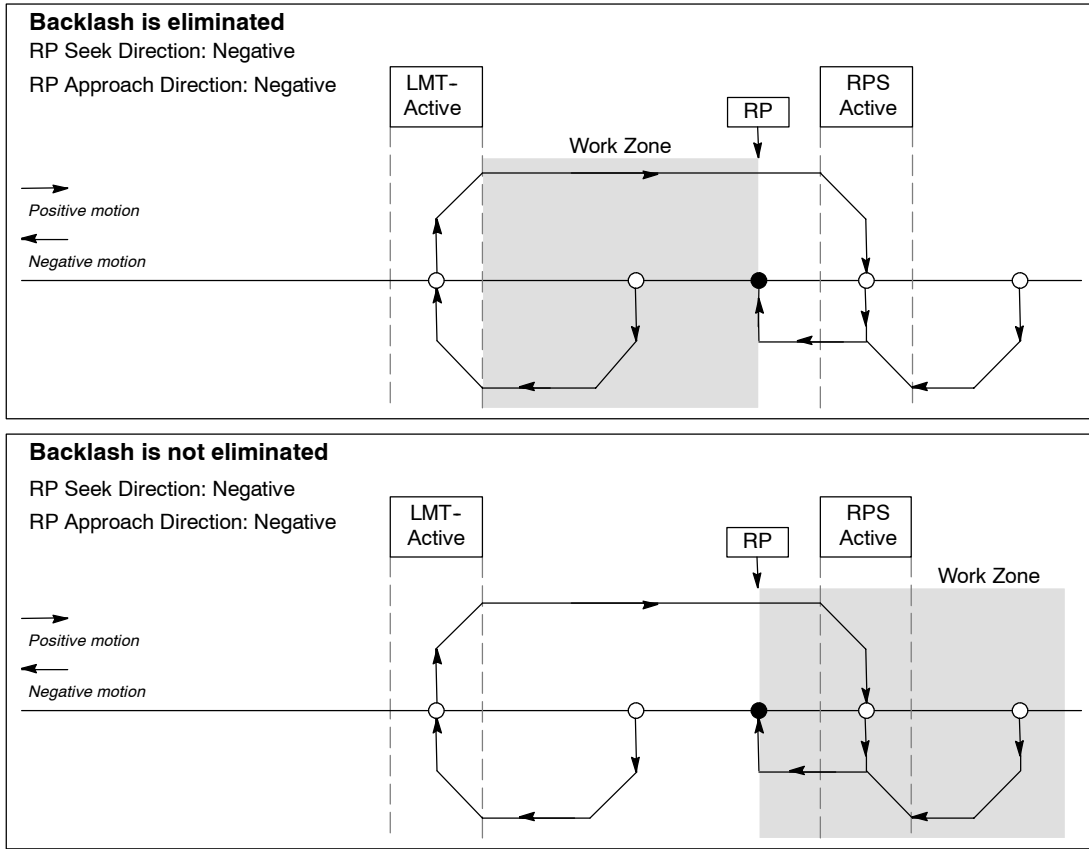 Backlash is eliminated
RP Seek Direction: Negative
RP Approach Direction: Negative
LMT-
Active
RP
RPS
Active
Work Zone
Positive motion
Negative motion
Backlash is not eliminated
RP Seek Direction: Negative
RP Approach Direction: Negative
LMT-
Active
RP
RPS
Active
Work Zone
Positive motion
Negative motion